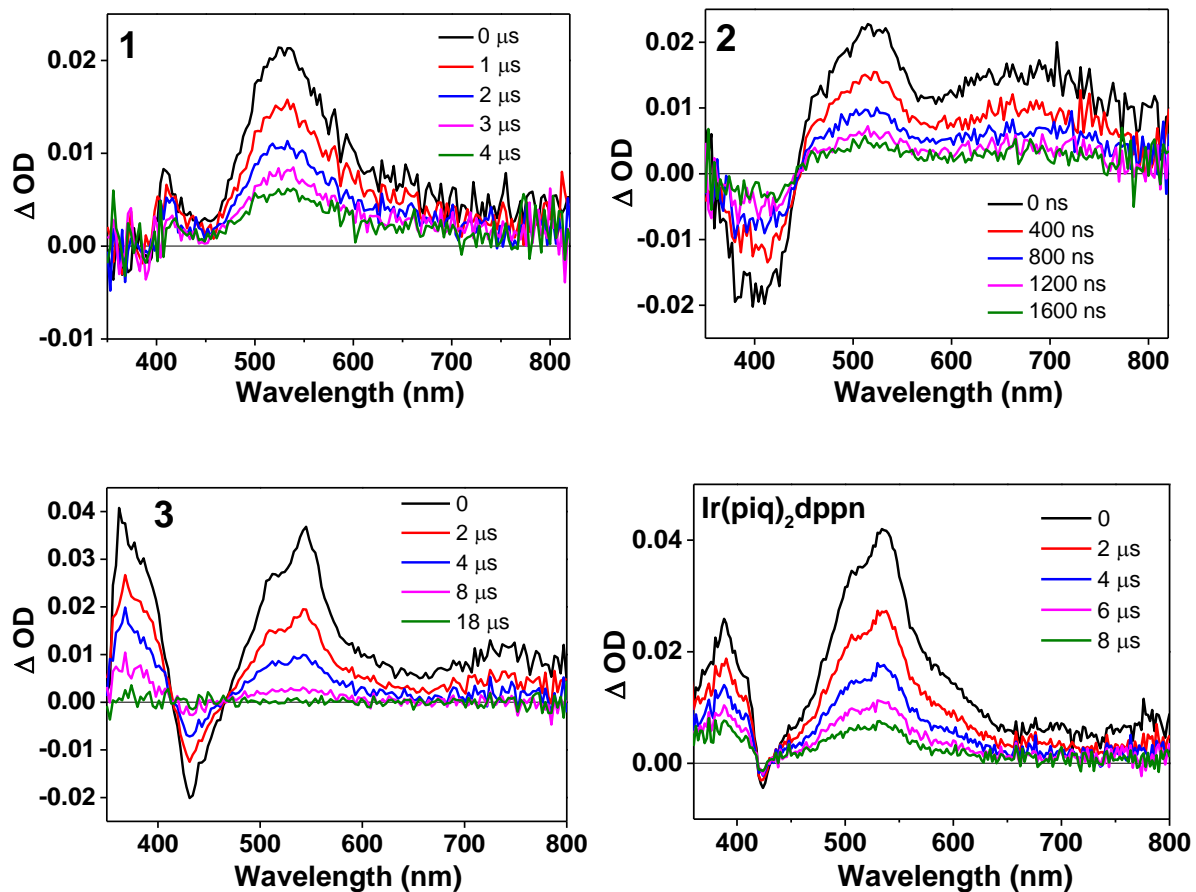 1
0 μs
1 μs
2 μs
3 μs
4 μs
0.02
0.01
0.00
-0.01
Δ OD
400 500 600 700 800
Wavelength (nm)
2
0 ns
400 ns
800 ns
1200 ns
1600 ns
0.02
0.01
0.00
-0.01
-0.02
Δ OD
400 500 600 700 800
Wavelength (nm)
3
0
2 μs
4 μs
8 μs
18 μs
0.04
0.03
0.02
0.01
0.00
-0.01
-0.02
Δ OD
400 500 600 700 800
Wavelength (nm)
Ir(piq)₂dppn
0
2 μs
4 μs
6 μs
8 μs
0.04
0.02
0.00
Δ OD
400 500 600 700 800
Wavelength (nm)